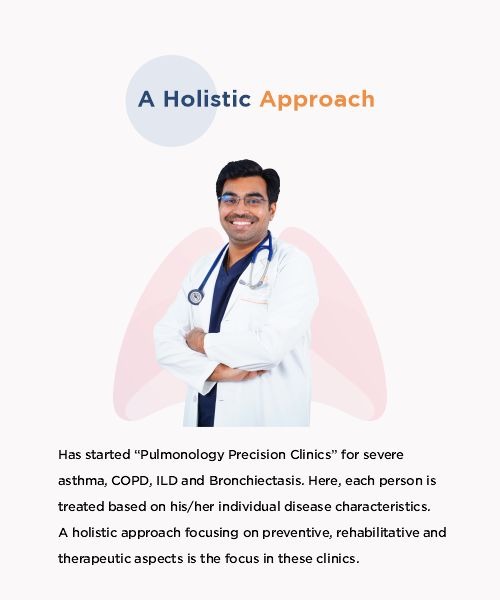 A Holistic Approach
Has started “Pulmonology Precision Clinics” for severe
asthma, COPD, ILD and Bronchiectasis. Here, each person is
treated based on his/her individual disease characteristics.
A holistic approach focusing on preventive, rehabilitative and
therapeutic aspects is the focus in these clinics.